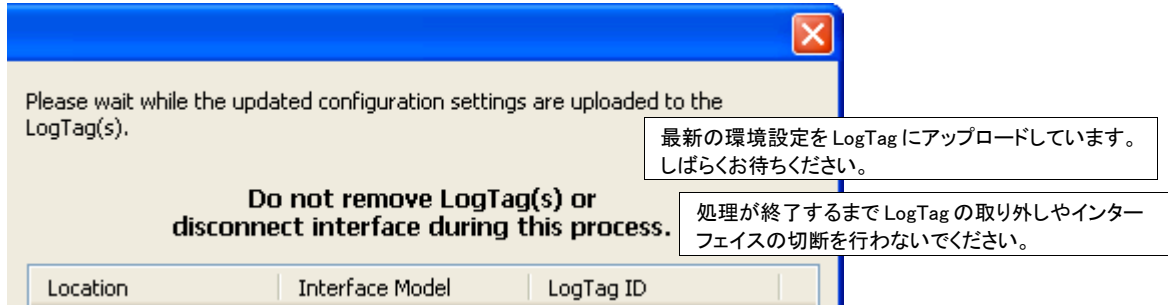 Please wait while the updated configuration settings are uploaded to the
LogTag(s).
最新の環境設定を LogTag にアップロードしています。
しばらくお待ちください。
Do not remove LogTag(s) or
disconnect interface during this process.
処理が終了するまで LogTag の取り外しやインター
フェイスの切断を行わないでください。
Location Interface Model LogTag ID